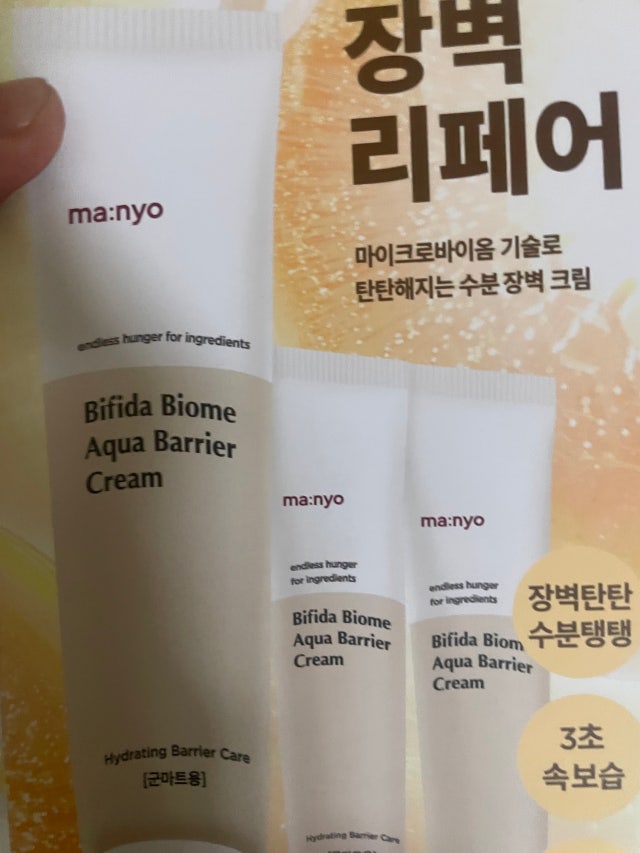 장벽
리페어
마이크로바이옴 기술로
탄탄해지는 수분 장벽 크림
ma:nyo
endless hunger for ingredients
Bifida Biome
Aqua Barrier
Cream
Hydrating Barrier Care
[군마트용]
ma:nyo
endless hunger
for ingredients
Bifida Biome
Aqua Barrier
Cream
Hydrating Barrier Care
ma:nyo
endless hunger
for ingredients
Bifida Biom
Aqua Barrier
Cream
장벽탄탄
수분탱탱
3초
속보습